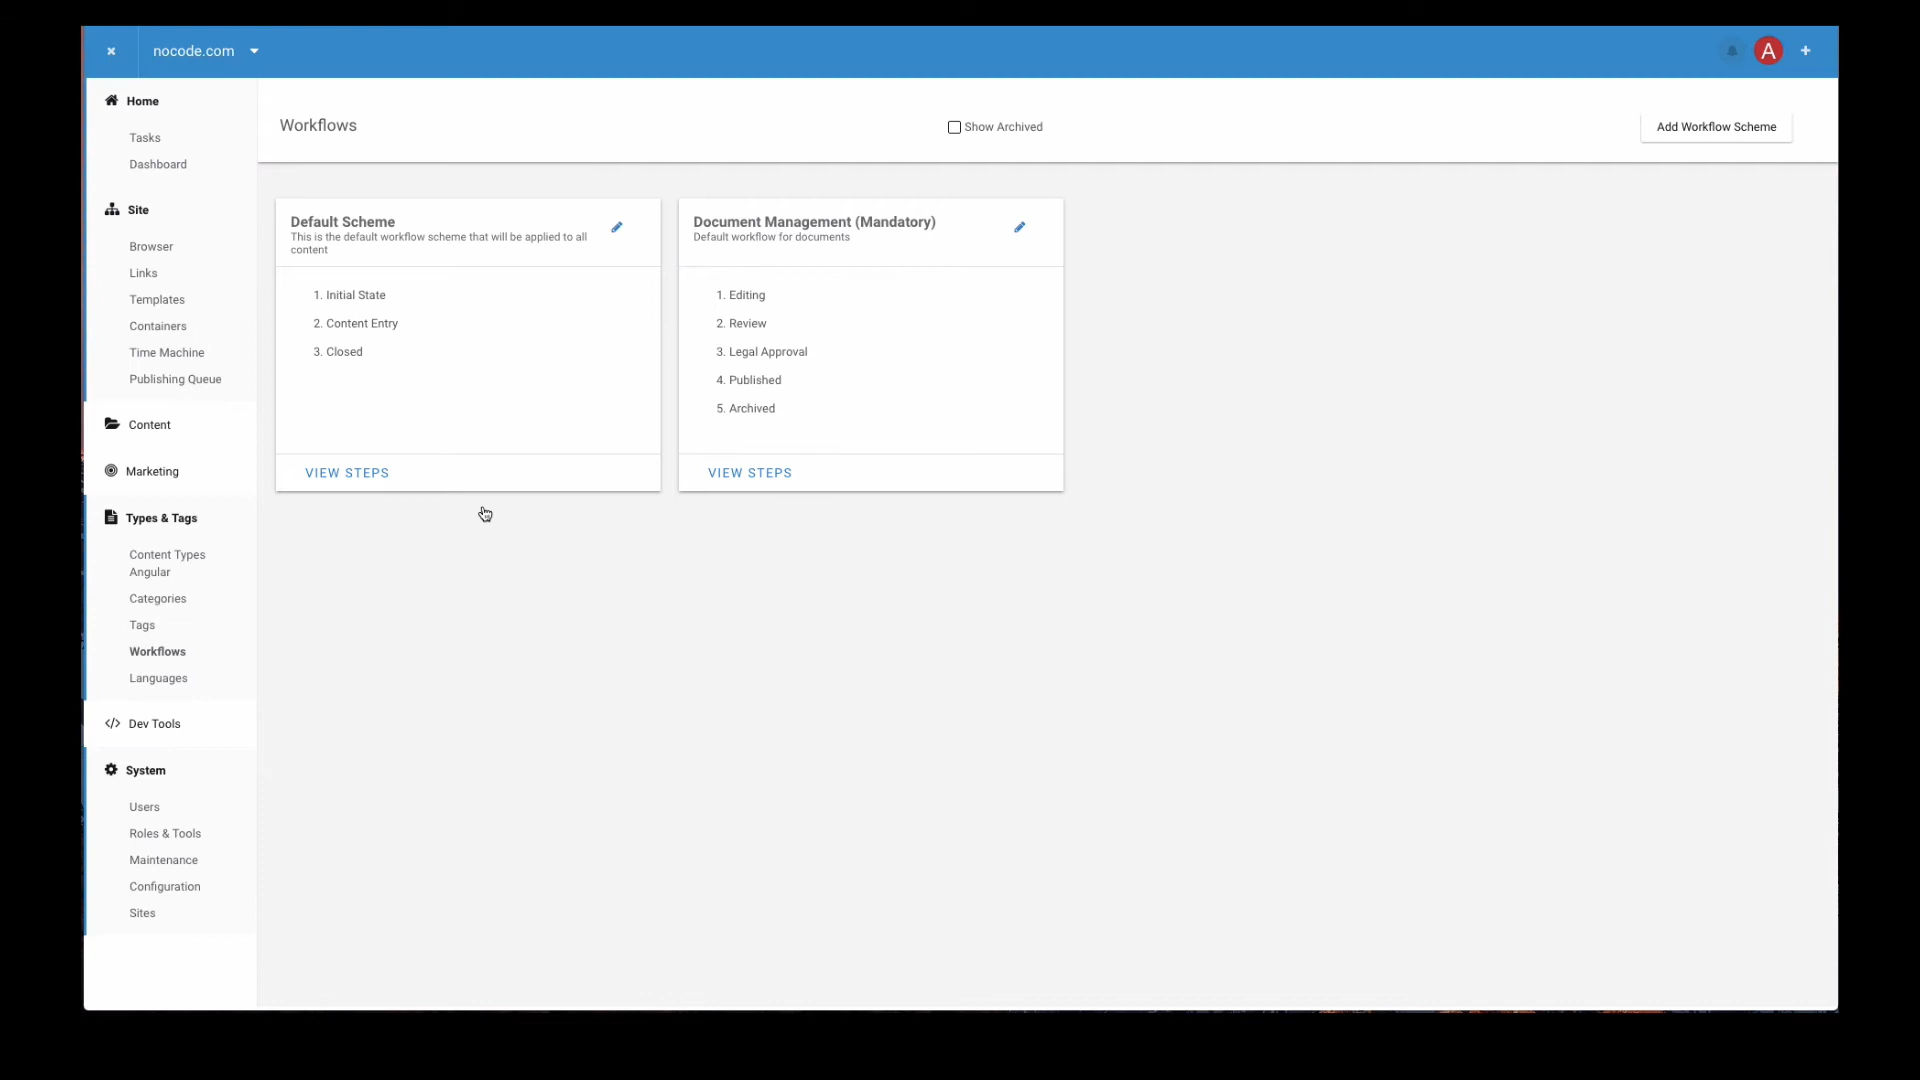 nocode.com
A
Home
Tasks
Dashboard
Site
Browser
Links
Templates
Containers
Time Machine
Publishing Queue
Content
Marketing
Types & Tags
Content Types
Angular
Categories
Tags
Workflows
Languages
Dev Tools
System
Users
Roles & Tools
Maintenance
Configuration
Sites
Workflows
Show Archived
Add Workflow Scheme
Default Scheme
This is the default workflow scheme that will be applied to all
content
1. Initial State
2. Content Entry
3. Closed
VIEW STEPS
Document Management (Mandatory)
Default workflow for documents
1. Editing
2. Review
3. Legal Approval
4. Published
5. Archived
VIEW STEPS